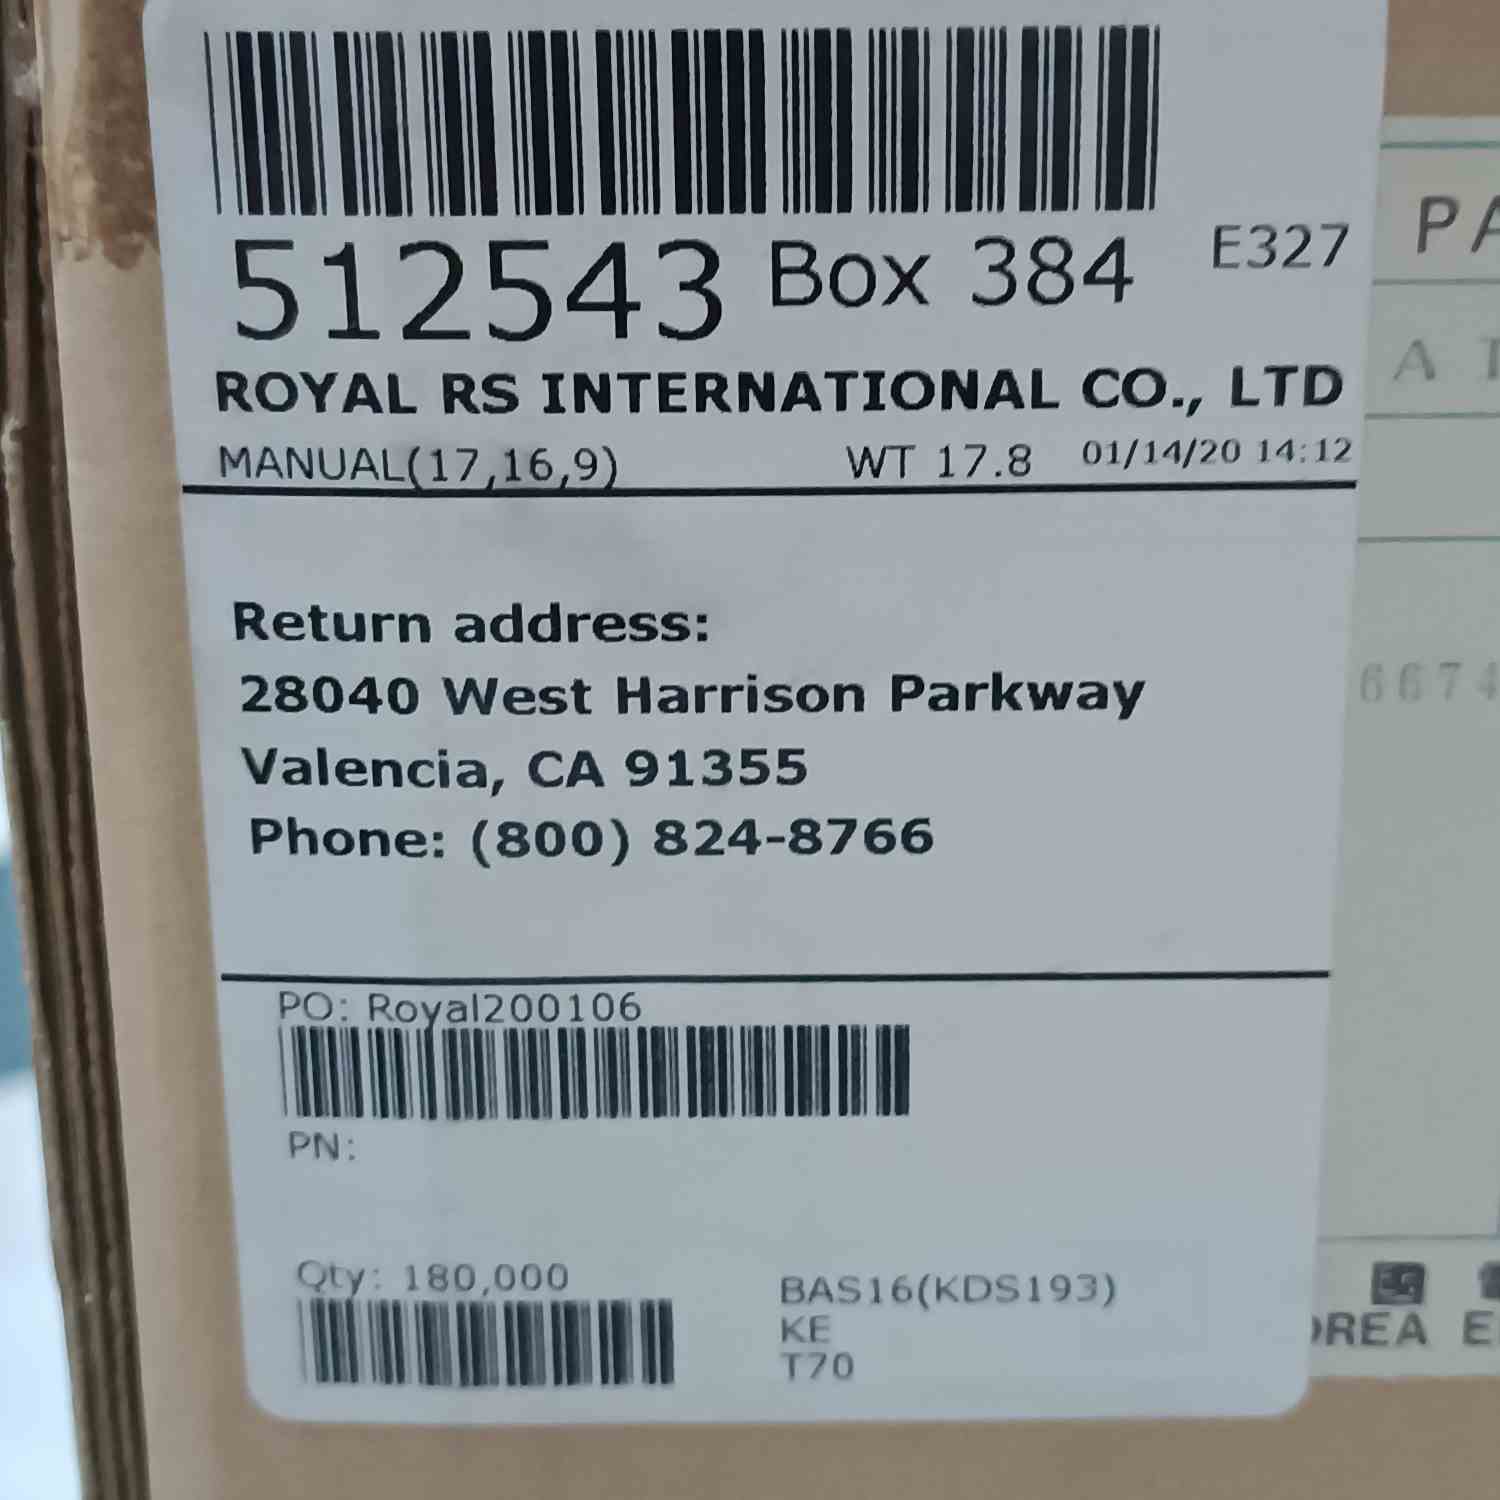 512543 Box 384 E327
ROYAL RS INTERNATIONAL CO., LTD
MANUAL(17,16,9) WT 17.8 01/14/20 14:12
Return address:
28040 West Harrison Parkway
Valencia, CA 91355
Phone: (800) 824-8766
PO: Royal200106
PN:
Qty: 180,000
BAS16(KDS193)
KE
T70
PA
A
6674
OREA E